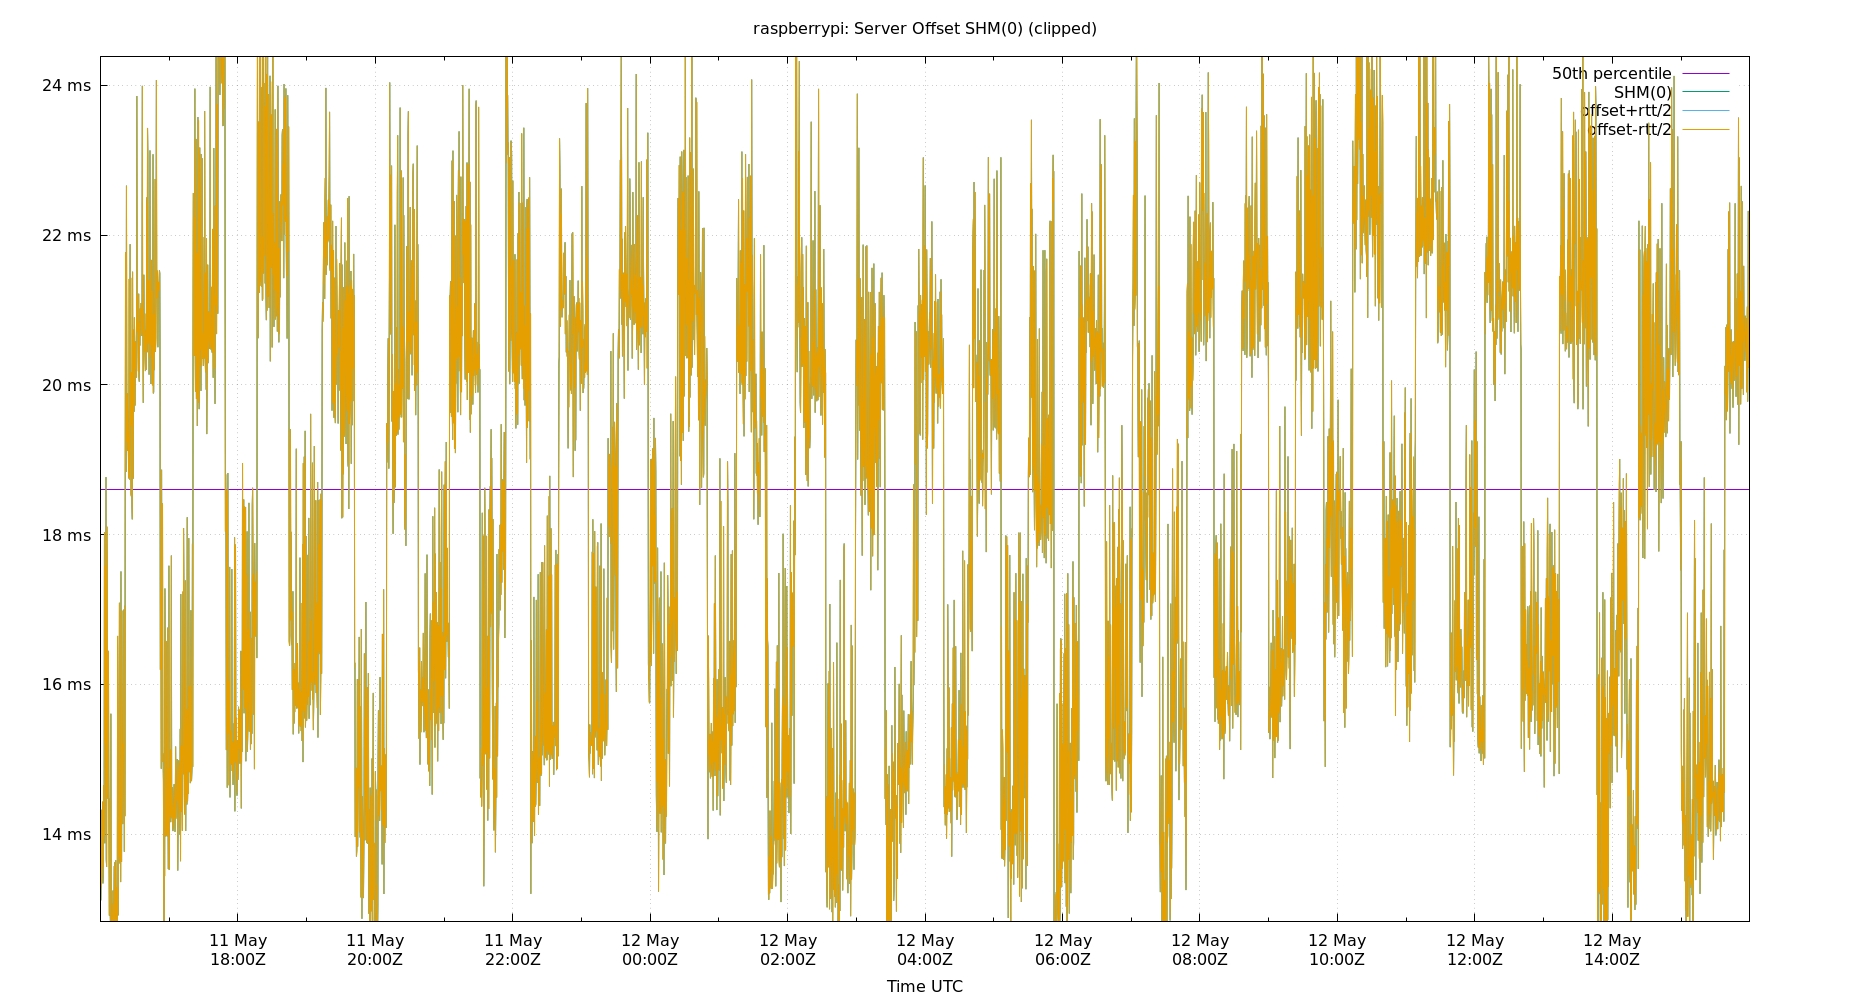 raspberrypi: Server Offset SHM(0) (clipped)
24 ms
22 ms
20 ms
18 ms
16 ms
14 ms
50th percentile
SHM(0)
offset+rtt/2
offset-rtt/2
11 May 11 May 11 May 12 May 12 May 12 May 12 May 12 May 12 May 12 May 12 May
18:00Z 20:00Z 22:00Z 00:00Z 02:00Z 04:00Z 06:00Z 08:00Z 10:00Z 12:00Z 14:00Z
Time UTC